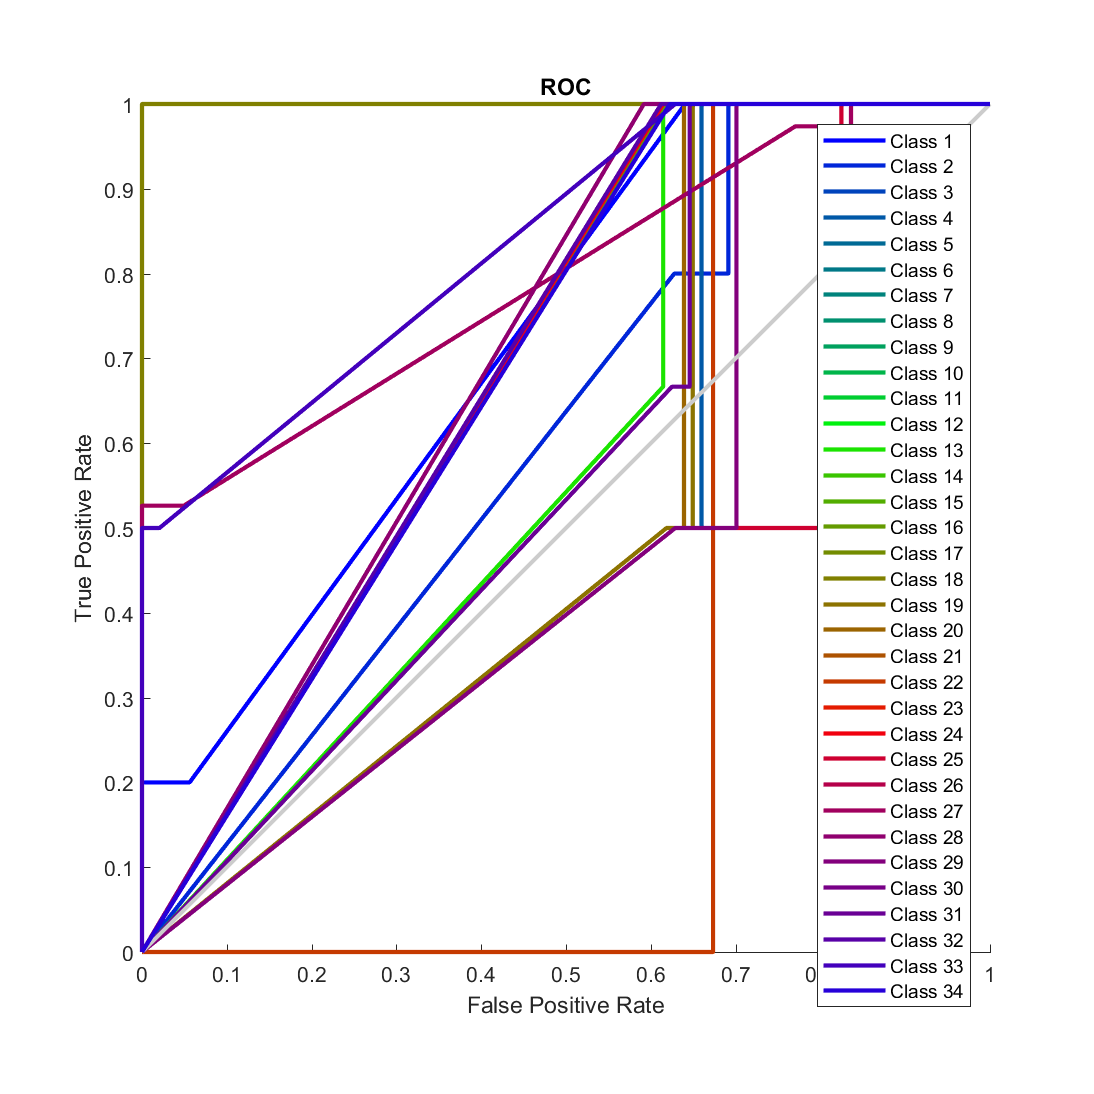 ROC
True Positive Rate
1
0.9
0.8
0.7
0.6
0.5
0.4
0.3
0.2
0.1
0
0 0.1 0.2 0.3 0.4 0.5 0.6 0.7 1
False Positive Rate
Class 1
Class 2
Class 3
Class 4
Class 5
Class 6
Class 7
Class 8
Class 9
Class 10
Class 11
Class 12
Class 13
Class 14
Class 15
Class 16
Class 17
Class 18
Class 19
Class 20
Class 21
Class 22
Class 23
Class 24
Class 25
Class 26
Class 27
Class 28
Class 29
Class 30
Class 31
Class 32
Class 33
Class 34